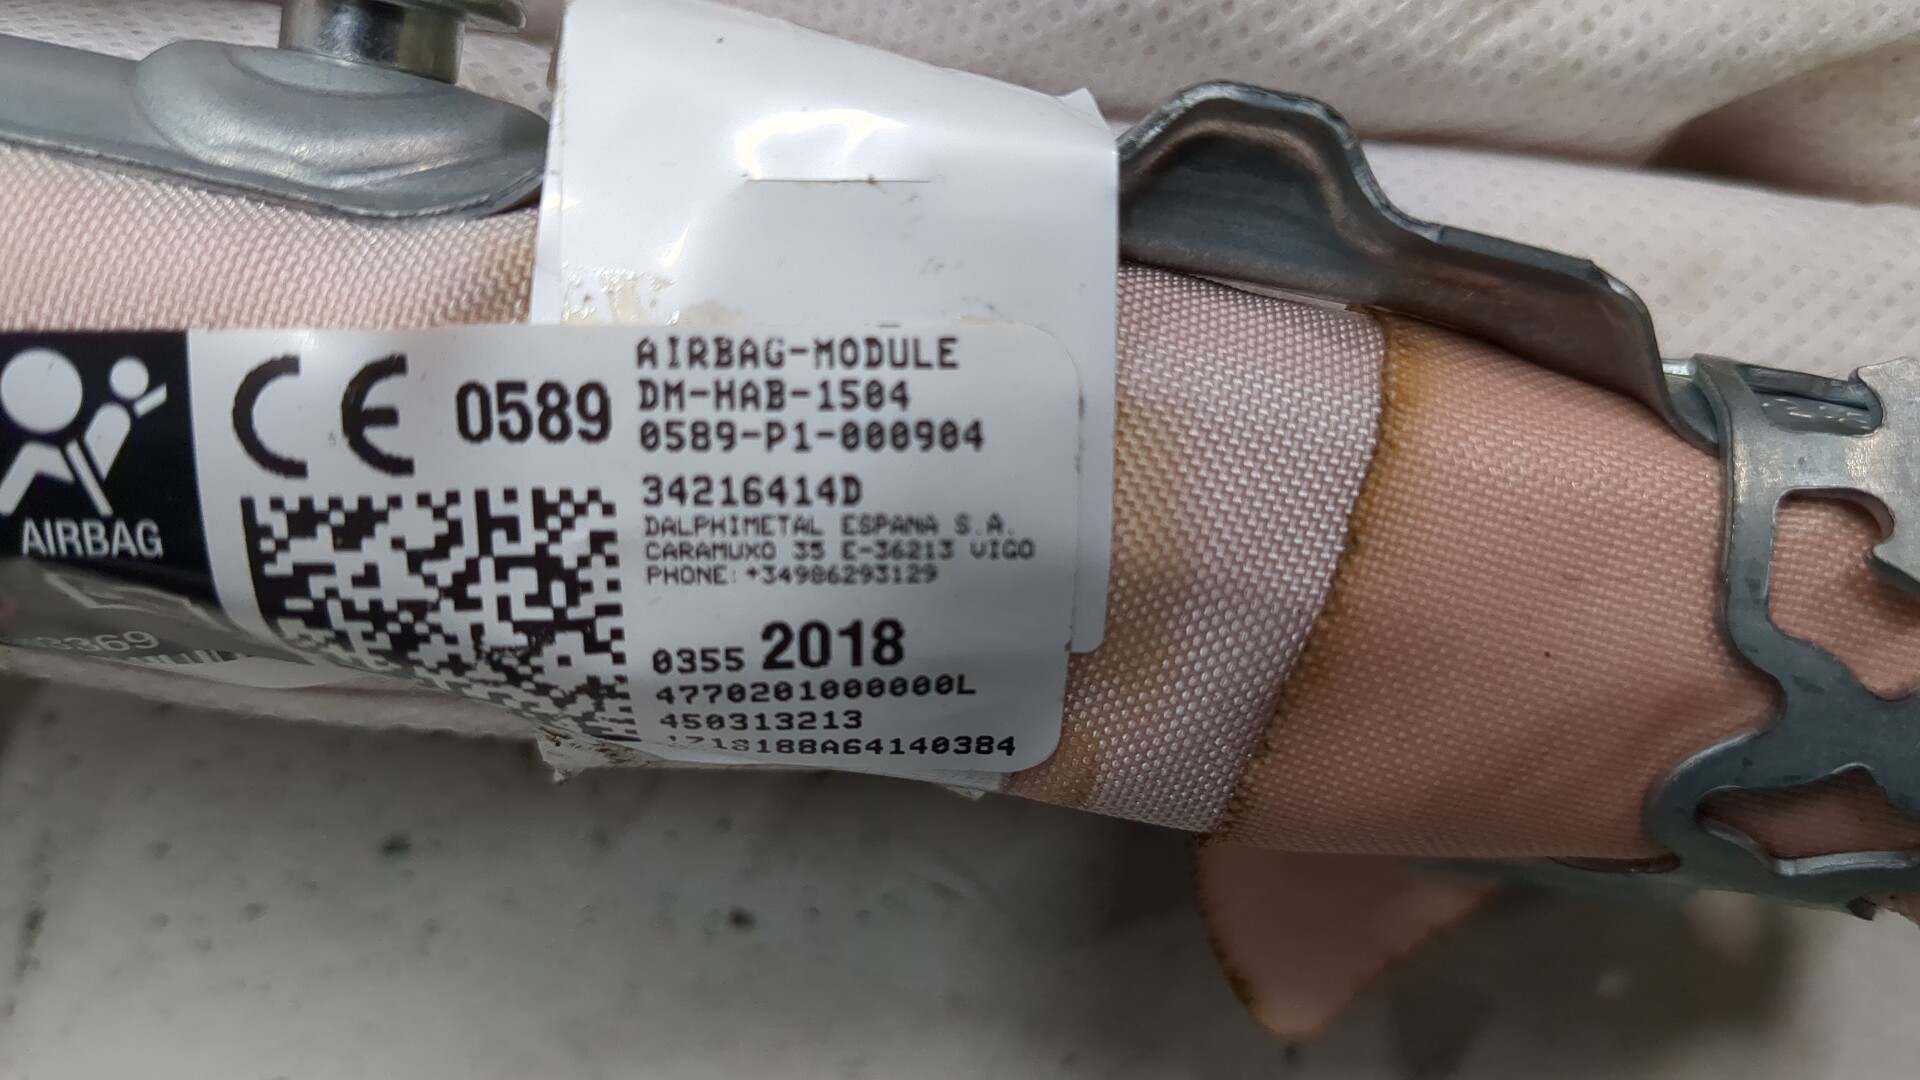 AIRBAG
CE 0589
AIRBAG-MODULE
DM-HAB-1504
0589-P1-000904
34216414D
DALPHIMETAL ESPANA S.A.
CARAMUXO 35 E-36213 VIGO
PHONE: +34986293129
0355 2018
4770201000000L
450313213